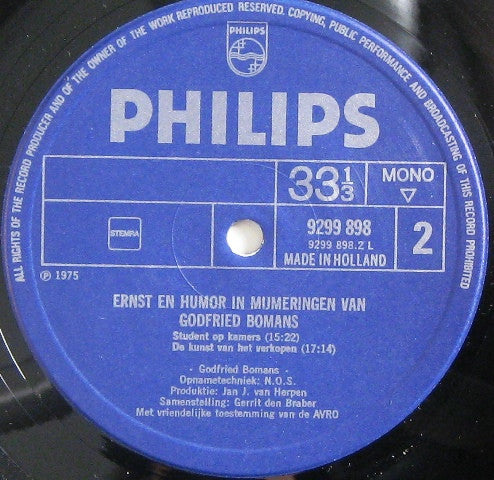 ALL RIGHTS OF THE RECORD PRODUCER AND OF THE OWNER OF THE WORK REPRODUCED RESERVED. COPYING, PUBLIC PERFORMANCE AND BROADCASTING OF THIS RECORD PROHIBITED
PHILIPS
PHILIPS
33 1/3
MONO
▽
STEMRA
9299 898
9299 898.2 L
MADE IN HOLLAND
2
℗ 1975
ERNST EN HUMOR IN MIJMERINGEN VAN
GODFRIED BOMANS
Student op kamers (15:22)
De kunst van het verkopen (17:14)
- Godfried Bomans -
Opnametechniek: N.O.S.
Produktie: Jan J. van Herpen
Samenstelling: Gerrit den Braber
Met vriendelijke toestemming van de AVRO